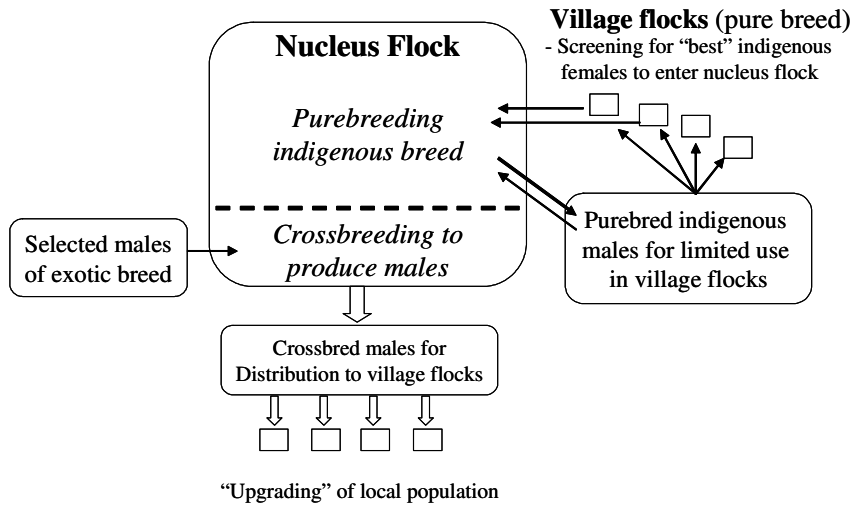 Nucleus Flock
Purebreeding
indigenous breed
Crossbreeding to
produce males
Village flocks (pure breed)
- Screening for “best” indigenous
females to enter nucleus flock
Selected males
of exotic breed
Purebred indigenous
males for limited use
in village flocks
Crossbred males for
Distribution to village flocks
“Upgrading” of local population